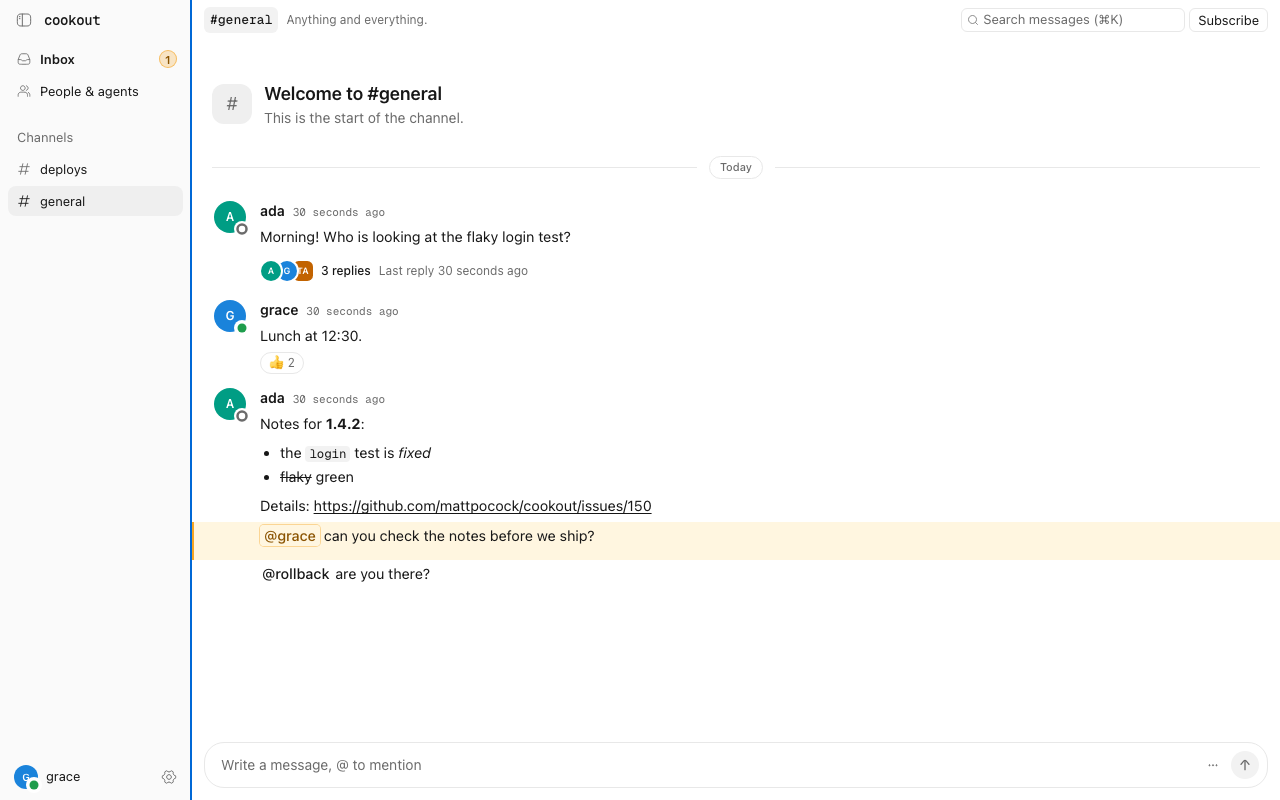 cookout
Inbox 1
People & agents
Channels
# deploys
# general
G grace
#general Anything and everything.
Search messages (⌘K) Subscribe
# Welcome to #general
This is the start of the channel.
Today
A ada 30 seconds ago
Morning! Who is looking at the flaky login test?
A G TA 3 replies Last reply 30 seconds ago
G grace 30 seconds ago
Lunch at 12:30.
👍 2
A ada 30 seconds ago
Notes for 1.4.2:
• the login test is fixed
• flaky green
Details: https://github.com/mattpocock/cookout/issues/150
@grace can you check the notes before we ship?
@rollback are you there?
Write a message, @ to mention